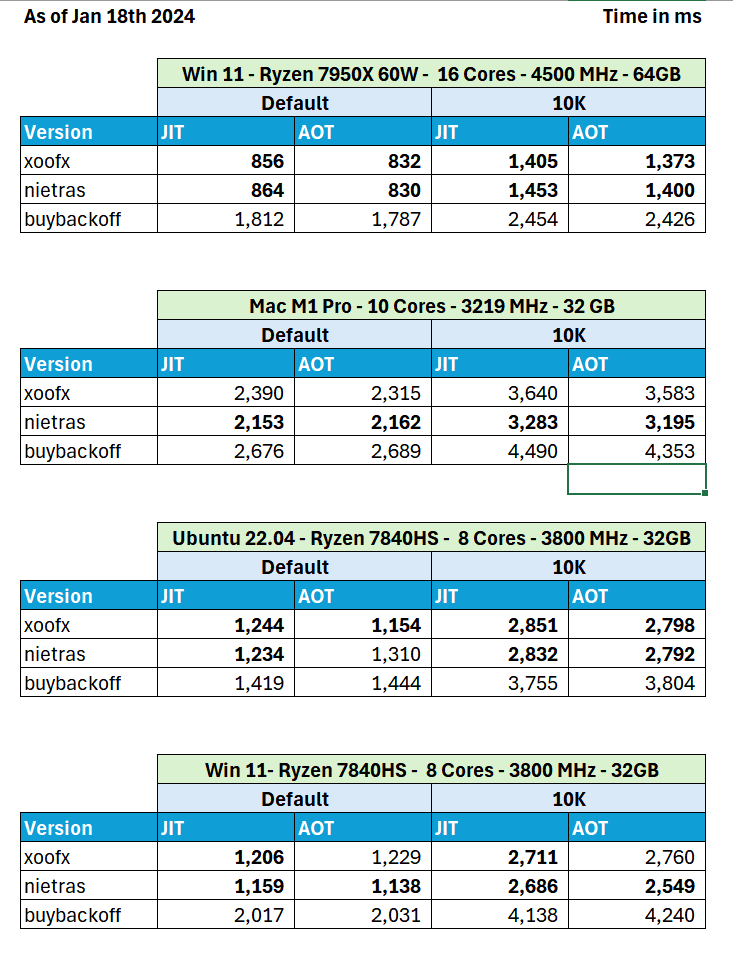 As of Jan 18th 2024 Time in ms
Win 11 - Ryzen 7950X 60W - 16 Cores - 4500 MHz - 64GB
Default 10K
Version JIT AOT JIT AOT
xoofx 856 832 1,405 1,373
nietras 864 830 1,453 1,400
buybackoff 1,812 1,787 2,454 2,426
Mac M1 Pro - 10 Cores - 3219 MHz - 32 GB
Default 10K
Version JIT AOT JIT AOT
xoofx 2,390 2,315 3,640 3,583
nietras 2,153 2,162 3,283 3,195
buybackoff 2,676 2,689 4,490 4,353
Ubuntu 22.04 - Ryzen 7840HS - 8 Cores - 3800 MHz - 32GB
Default 10K
Version JIT AOT JIT AOT
xoofx 1,244 1,154 2,851 2,798
nietras 1,234 1,310 2,832 2,792
buybackoff 1,419 1,444 3,755 3,804
Win 11- Ryzen 7840HS - 8 Cores - 3800 MHz - 32GB
Default 10K
Version JIT AOT JIT AOT
xoofx 1,206 1,229 2,711 2,760
nietras 1,159 1,138 2,686 2,549
buybackoff 2,017 2,031 4,138 4,240